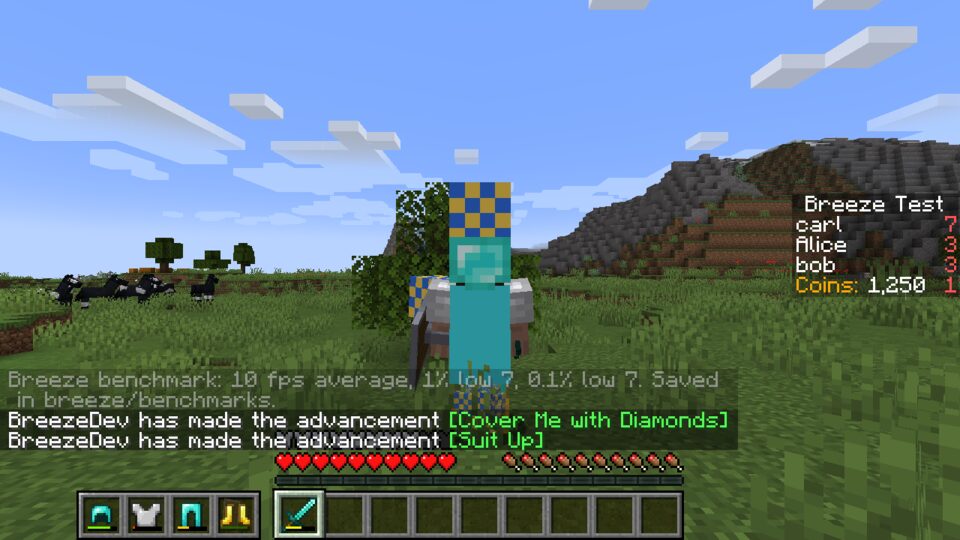 Breeze Test
carl 7
Alice 3
bob 3
Coins: 1,250 1
Breeze benchmark: 10 fps average, 1% low 7, 0.1% low 7. Saved
in breeze/benchmarks.
BreezeDev has made the advancement [Cover Me with Diamonds]
BreezeDev has made the advancement [Suit Up]